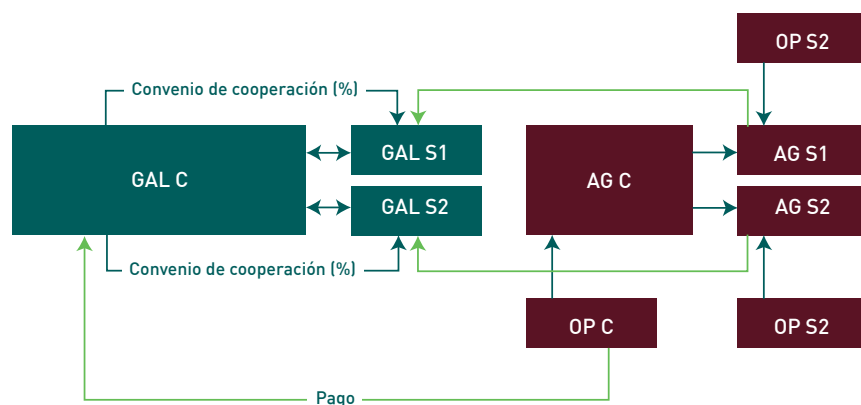 OP S2
Convenio de cooperación (%)
GAL C
GAL S1
GAL S2
AG C
AG S1
AG S2
Convenio de cooperación (%)
OP C
OP S2
Pago